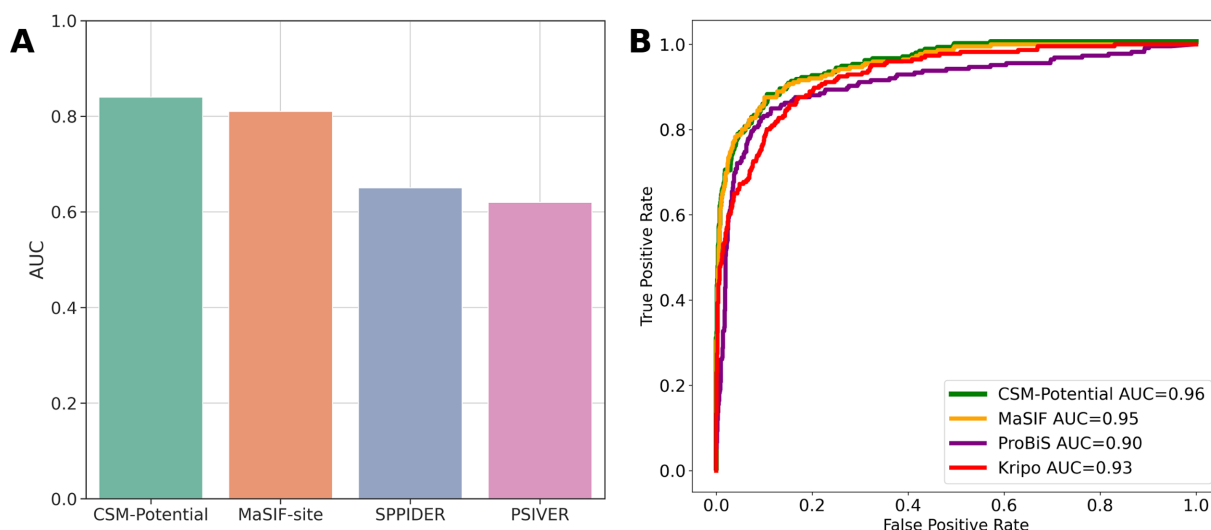 A
1.0
0.8
0.6
0.4
0.2
0.0
AUC
CSM-Potential
MaSIF-site
SPPIDER
PSIVER
B
1.0
0.8
0.6
0.4
0.2
0.0
True Positive Rate
CSM-Potential AUC=0.96
MaSIF AUC=0.95
ProBiS AUC=0.90
Kripo AUC=0.93
0.0 0.2 0.4 0.6 0.8 1.0
False Positive Rate